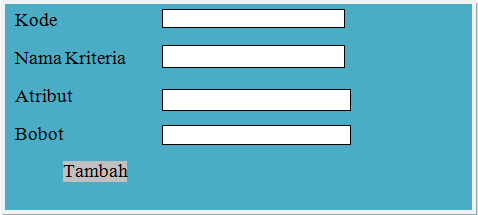 Kode
Nama Kriteria
Atribut
Bobot
Tambah